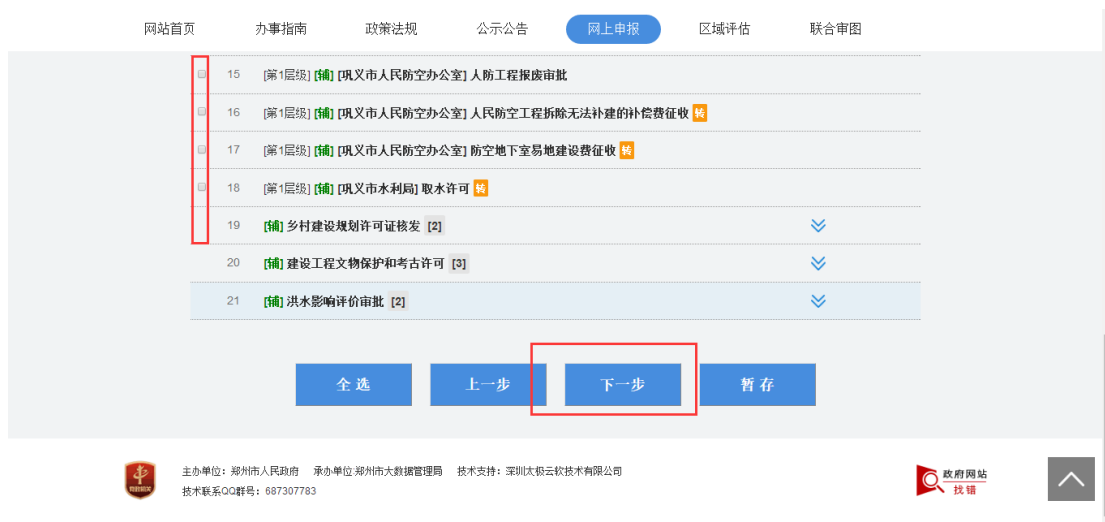 网站首页 办事指南 政策法规 公示公告 网上申报 区域评估 联合审图
15 [第1层级] [辅] [巩义市人民防空办公室] 人防工程报废审批
16 [第1层级] [辅] [巩义市人民防空办公室] 人民防空工程拆除无法补建的补偿费征收 转
17 [第1层级] [辅] [巩义市人民防空办公室] 防空地下室易地建设费征收 转
18 [第1层级] [辅] [巩义市水利局] 取水许可 转
19 [辅] 乡村建设规划许可证核发 [2]
20 [辅] 建设工程文物保护和考古许可 [3]
21 [辅] 洪水影响评价审批 [2]
全 选 上一步 下一步 暂 存
主办单位：郑州市人民政府 承办单位:郑州市大数据管理局 技术支持：深圳太极云软技术有限公司
技术联系QQ群号：687307783
政府网站
找错